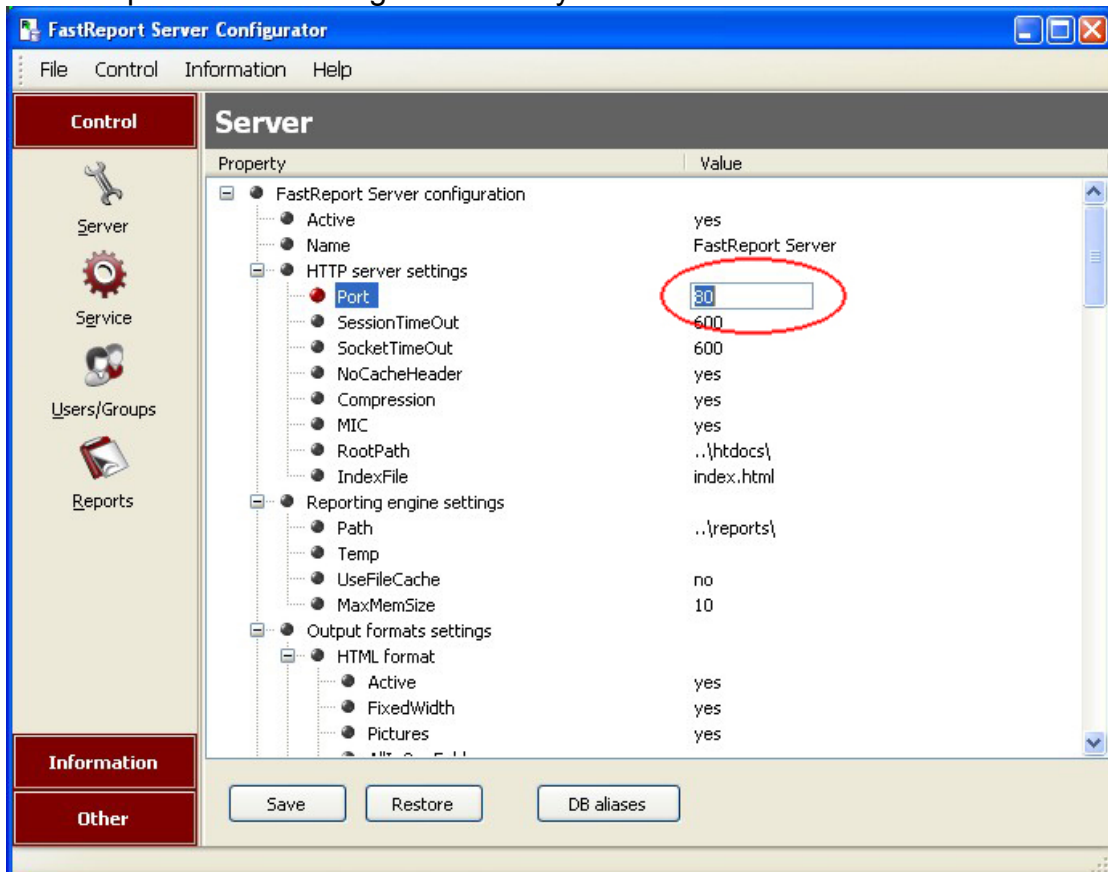 FastReport Server Configurator
File Control Information Help
Control
Server
Service
Users/Groups
Reports
Information
Other
Server
Property Value
FastReport Server configuration
Active yes
Name FastReport Server
HTTP server settings
Port 80
SessionTimeOut 600
SocketTimeOut 600
NoCacheHeader yes
Compression yes
MIC yes
RootPath ..\htdocs\
IndexFile index.html
Reporting engine settings
Path ..\reports\
Temp
UseFileCache no
MaxMemSize 10
Output formats settings
HTML format
Active yes
FixedWidth yes
Pictures yes
Save Restore DB aliases